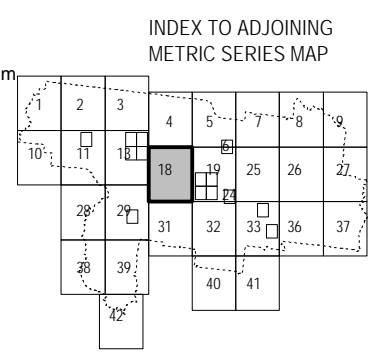 INDEX TO ADJOINING
METRIC SERIES MAP
m
1 2 3
4 5 7 8 9
6
10 11 13
18 19 25 26 27
24
28 29
31 32 33 36 37
38 39
40 41
42